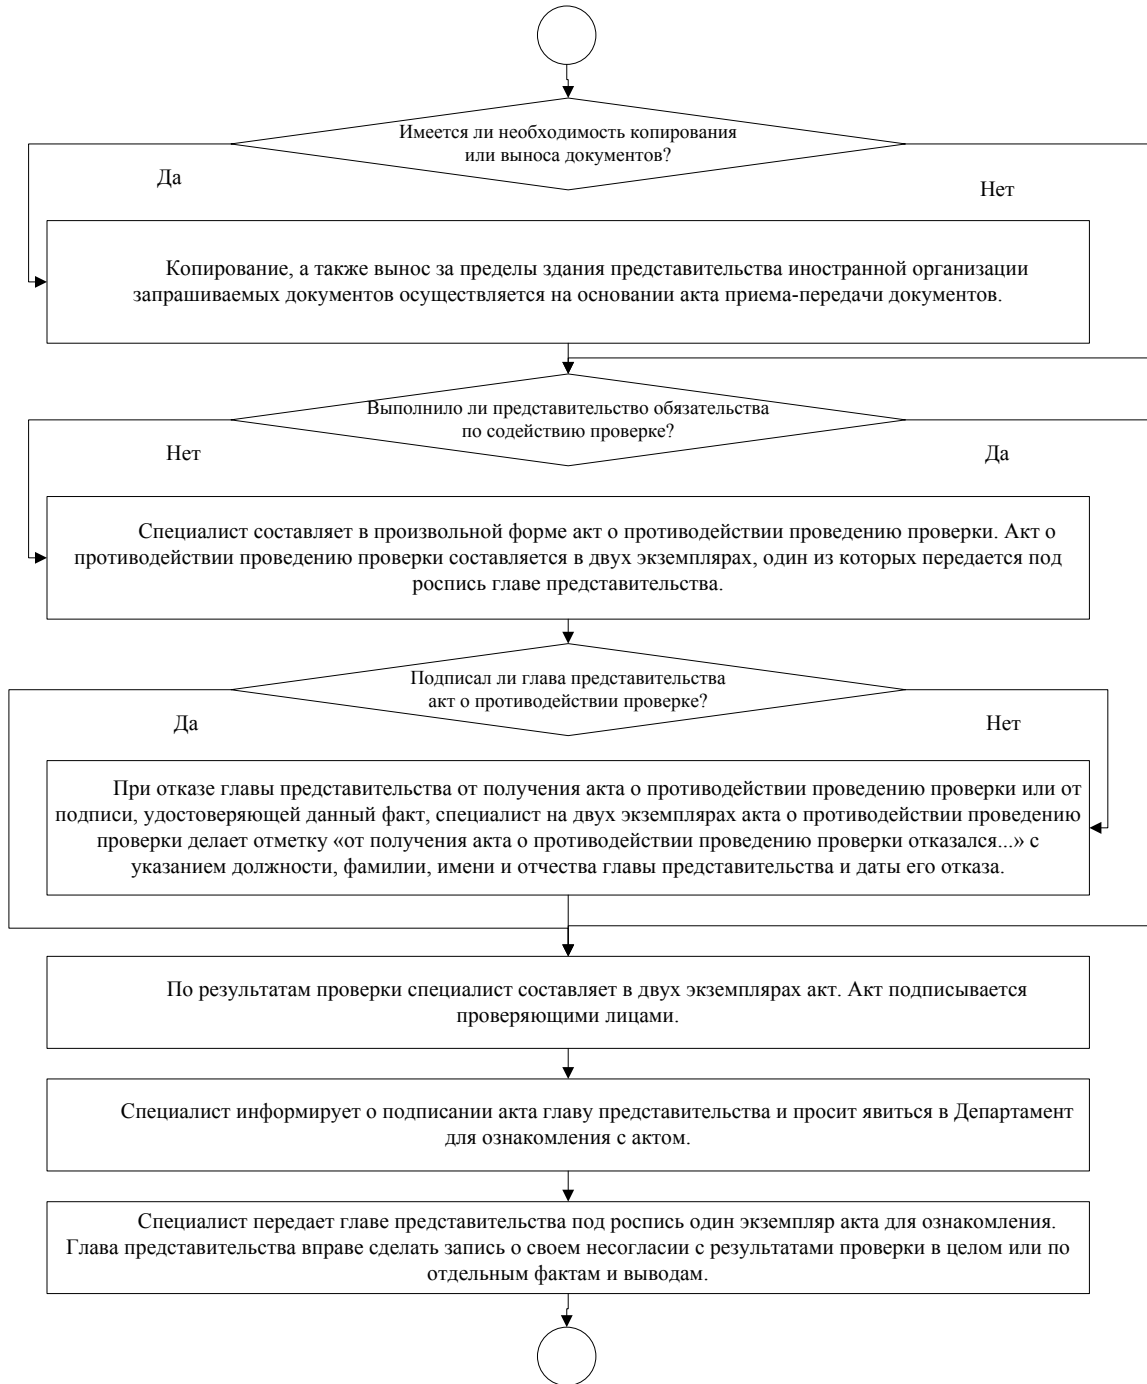 Имеется ли необходимость копирования
или выноса документов?
Да
Нет
Копирование, а также вынос за пределы здания представительства иностранной организации
запрашиваемых документов осуществляется на основании акта приема-передачи документов.
Выполнило ли представительство обязательства
по содействию проверке?
Нет
Да
Специалист составляет в произвольной форме акт о противодействии проведению проверки. Акт о
противодействии проведению проверки составляется в двух экземплярах, один из которых передается под
роспись главе представительства.
Подписал ли глава представительства
акт о противодействии проверке?
Да
Нет
При отказе главы представительства от получения акта о противодействии проведению проверки или от
подписи, удостоверяющей данный факт, специалист на двух экземплярах акта о противодействии проведению
проверки делает отметку «от получения акта о противодействии проведению проверки отказался...» с
указанием должности, фамилии, имени и отчества главы представительства и даты его отказа.
По результатам проверки специалист составляет в двух экземплярах акт. Акт подписывается
проверяющими лицами.
Специалист информирует о подписании акта главу представительства и просит явиться в Департамент
для ознакомления с актом.
Специалист передает главе представительства под роспись один экземпляр акта для ознакомления.
Глава представительства вправе сделать запись о своем несогласии с результатами проверки в целом или по
отдельным фактам и выводам.